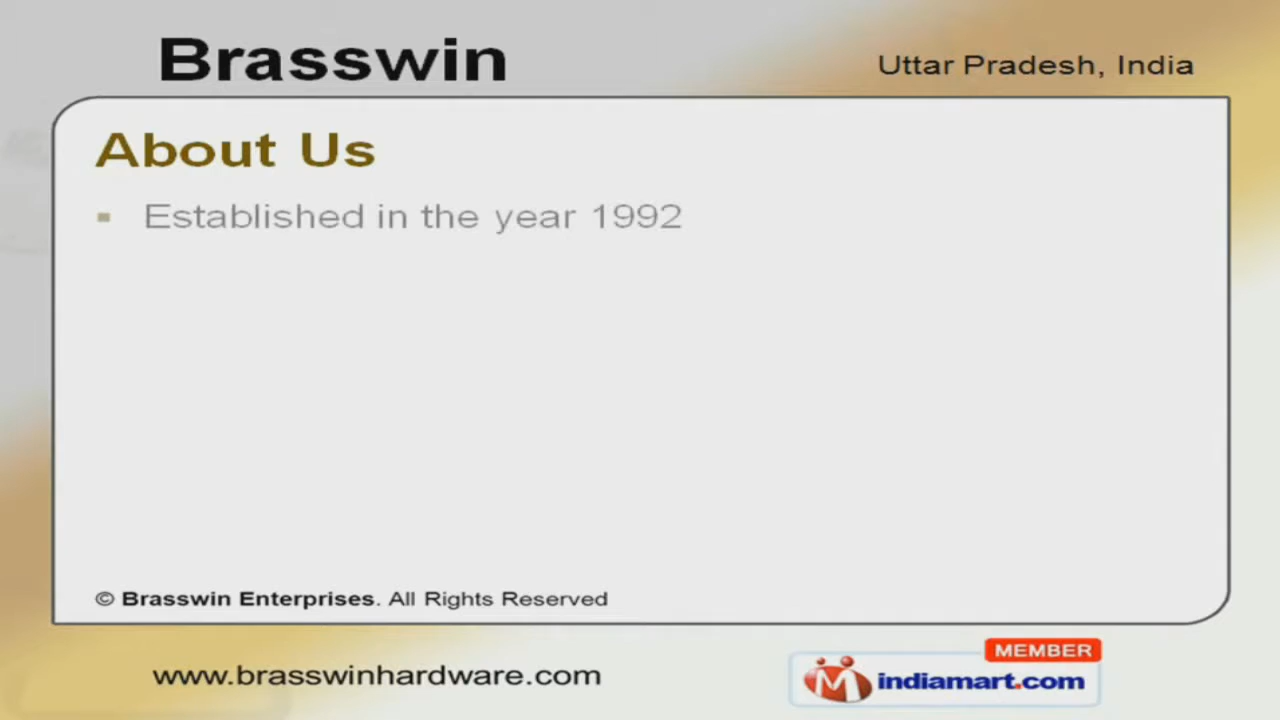 Brasswin
Uttar Pradesh, India
About Us
▪ Established in the year 1992
© Brasswin Enterprises. All Rights Reserved
www.brasswinhardware.com
MEMBER
indiamart.com